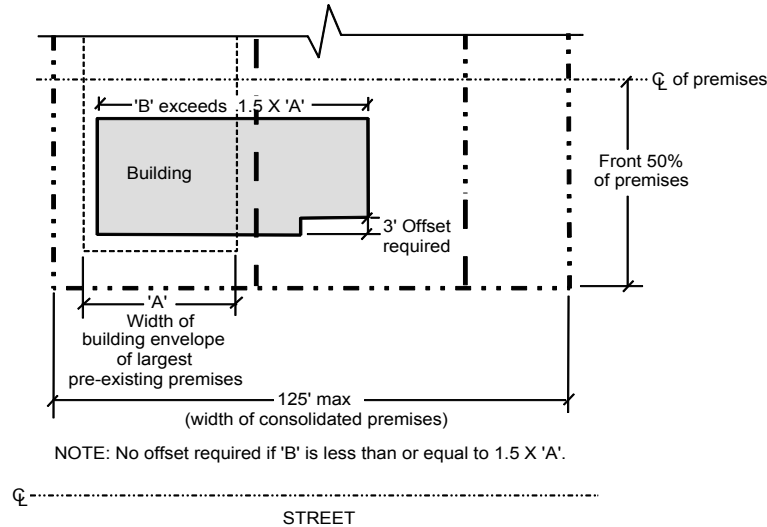 ℄ of premises
'B' exceeds 1.5 X 'A'
Front 50%
of premises
Building
3' Offset
required
'A'
Width of
building envelope
of largest
pre-existing premises
125' max
(width of consolidated premises)
NOTE: No offset required if 'B' is less than or equal to 1.5 X 'A'.
℄
STREET